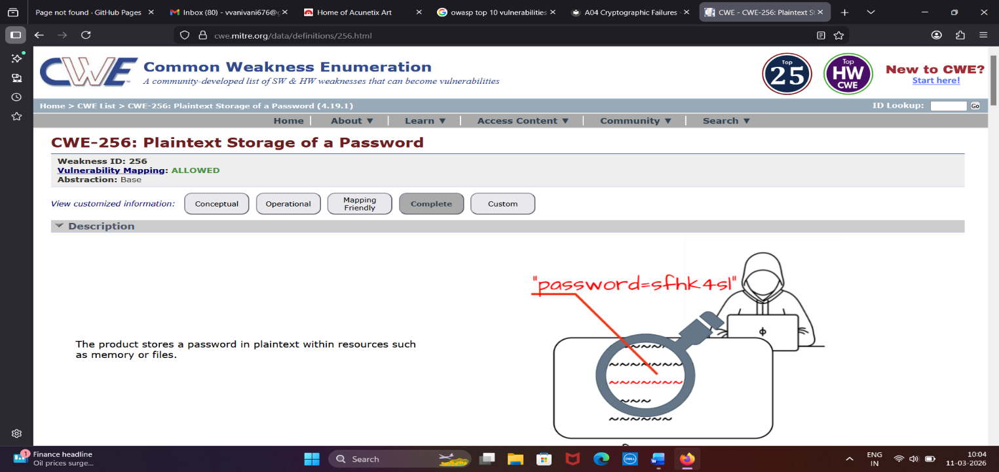 Page not found · GitHub Pages
Inbox (80) - vvanivani676@g
Home of Acunetix Art
owasp top 10 vulnerabilities
A04 Cryptographic Failures -
CWE - CWE-256: Plaintext St
cwe.mitre.org/data/definitions/256.html
CWE
Common Weakness Enumeration
A community-developed list of SW & HW weaknesses that can become vulnerabilities
Top
25
Top
HW
CWE
New to CWE?
Start here!
Home > CWE List > CWE-256: Plaintext Storage of a Password (4.19.1)
ID Lookup:
Go
Home
About ▼
Learn ▼
Access Content ▼
Community ▼
Search ▼
CWE-256: Plaintext Storage of a Password
Weakness ID: 256
Vulnerability Mapping: ALLOWED
Abstraction: Base
View customized information:
Conceptual
Operational
Mapping
Friendly
Complete
Custom
Description
"password=sfhk4sl"
The product stores a password in plaintext within resources such
as memory or files.
1
Finance headline
Oil prices surge...
Search
DELL
W
ENG
IN
10:04
11-03-2026